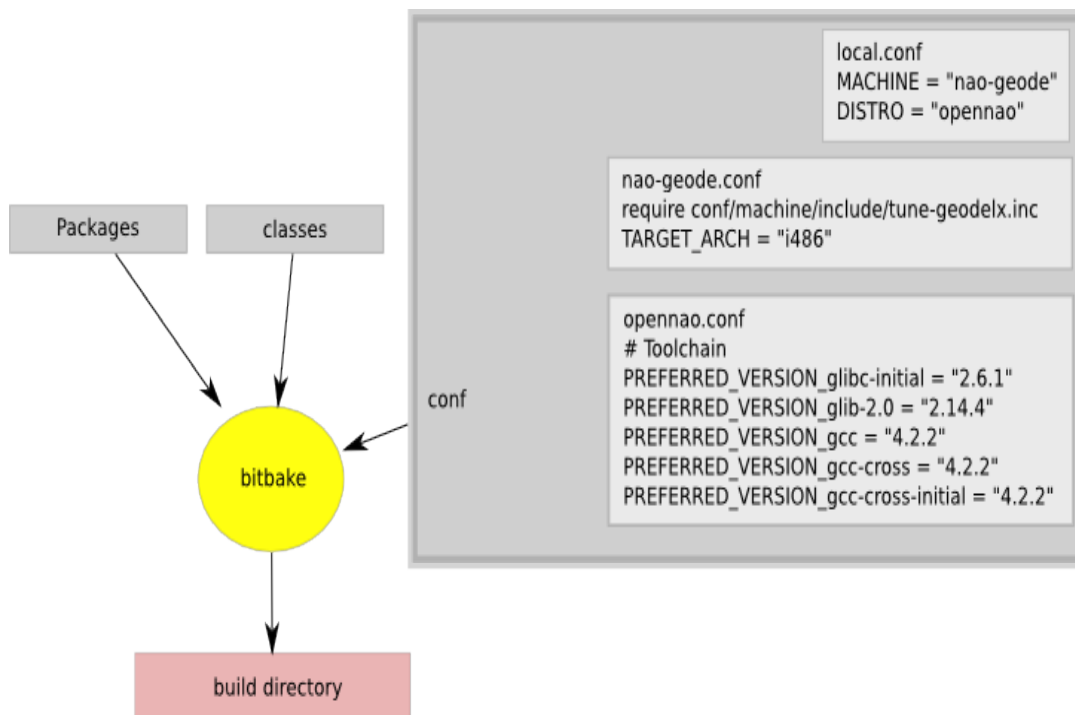 local.conf
MACHINE = "nao-geode"
DISTRO = "opennao"
nao-geode.conf
require conf/machine/include/tune-geodelx.inc
TARGET_ARCH = "i486"
Packages
classes
opennao.conf
# Toolchain
PREFERRED_VERSION_glibc-initial = "2.6.1"
PREFERRED_VERSION_glib-2.0 = "2.14.4"
PREFERRED_VERSION_gcc = "4.2.2"
PREFERRED_VERSION_gcc-cross = "4.2.2"
PREFERRED_VERSION_gcc-cross-initial = "4.2.2"
conf
bitbake
build directory